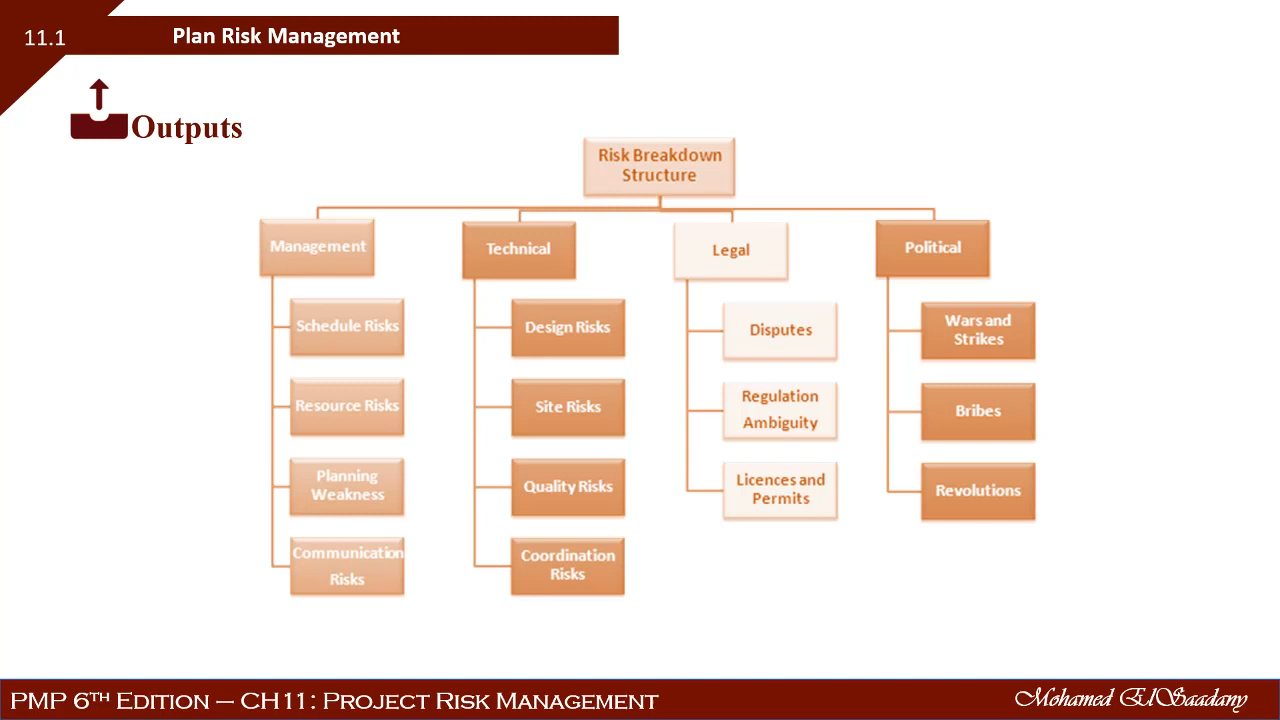 11.1
Plan Risk Management
Outputs
Risk Breakdown
Structure
Management
Schedule Risks
Resource Risks
Planning
Weakness
Communication
Risks
Technical
Design Risks
Site Risks
Quality Risks
Coordination
Risks
Legal
Disputes
Regulation
Ambiguity
Licences and
Permits
Political
Wars and
Strikes
Bribes
Revolutions
PMP 6TH Edition – CH11: Project Risk Management
Mohamed ElSaadany